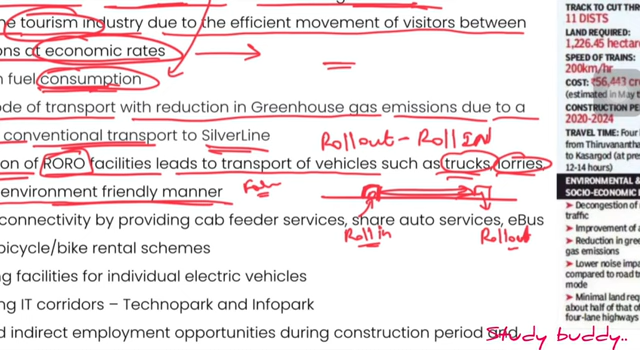 e tourism industry due to the efficient movement of visitors between
ons at economic rates
n fuel consumption
ode of transport with reduction in Greenhouse gas emissions due to a
conventional transport to SilverLine
Rollout - Roll IN
on of RORO facilities leads to transport of vehicles such as trucks, lorries,
environment friendly manner
connectivity by providing cab feeder services, share auto services, eBus
Roll in
Rollout
bicycle/bike rental schemes
ng facilities for individual electric vehicles
ng IT corridors – Technopark and Infopark
d indirect employment opportunities during construction period and
Study buddy..
TRACK TO CUT THR
11 DISTS
LAND REQUIRED:
1,226.45 hectar
SPEED OF TRAINS:
200km/hr
COST: ₹56,443 cr
(estimated in May t
CONSTRUCTION PE
2020-2024
TRAVEL TIME: Four
from Thiruvanantha
to Kasargod (at pre
12-14 hours)
ENVIRONMENTAL &
SOCIO-ECONOMIC
➤ Decongestion of
traffic
➤ Improvement of a
➤ Reduction in gree
gas emissions
➤ Lower noise impa
compared to road t
mode
➤ Minimal land req
about half of that o
four-lane highways